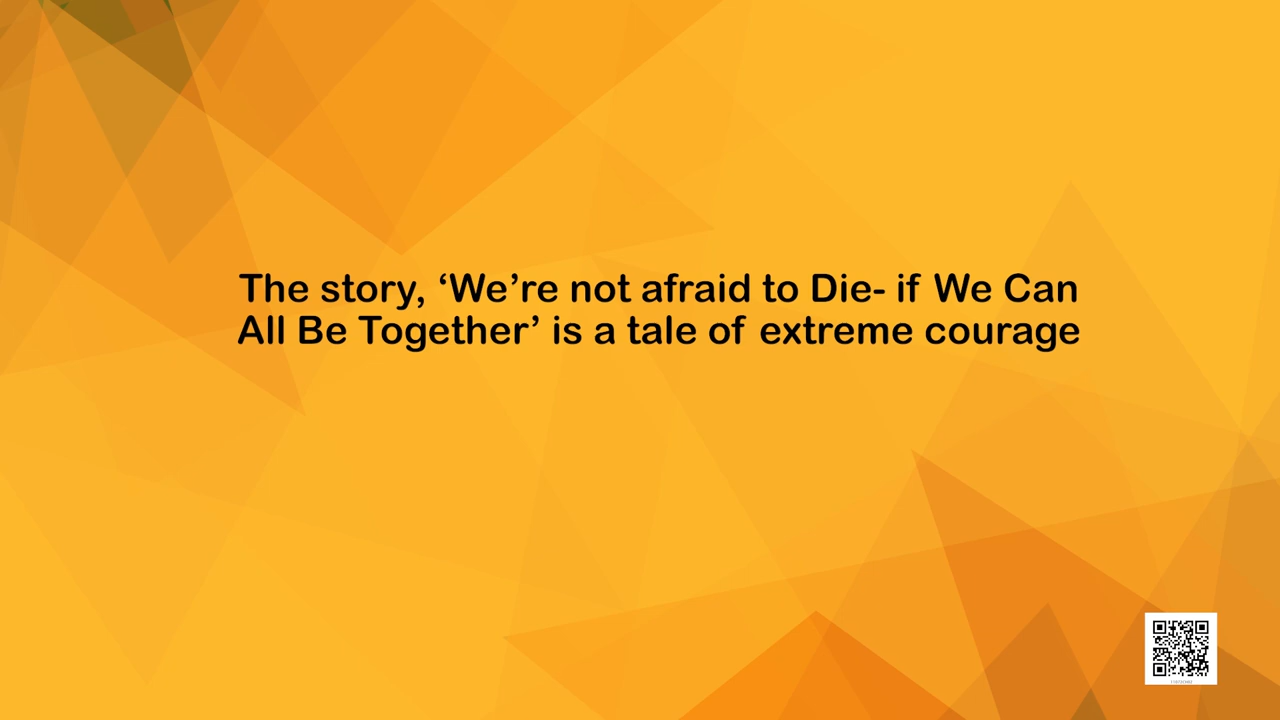 The story, ‘We’re not afraid to Die- if We Can
All Be Together’ is a tale of extreme courage